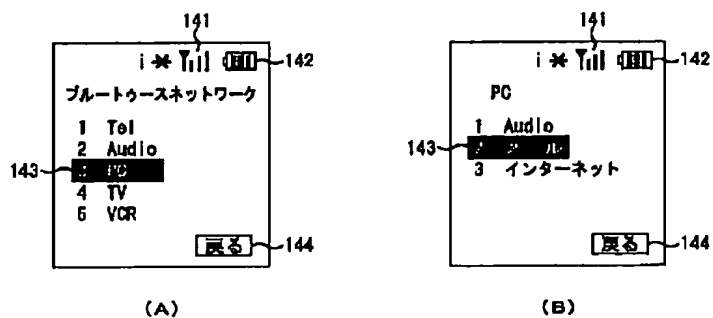 141
i 142
ブルートゥースネットワーク
1 Tel
2 Audio
143 3 PC
4 TV
5 VCR
戻る 144
(A)
141
i 142
PC
1 Audio
143 2 メール
3 インターネット
戻る 144
(B)